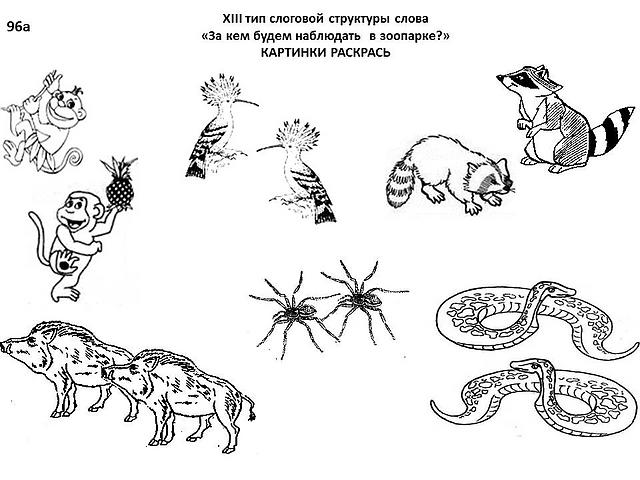 96а
XIII тип слоговой структуры слова
«За кем будем наблюдать в зоопарке?»
КАРТИНКИ РАСКРАСЬ